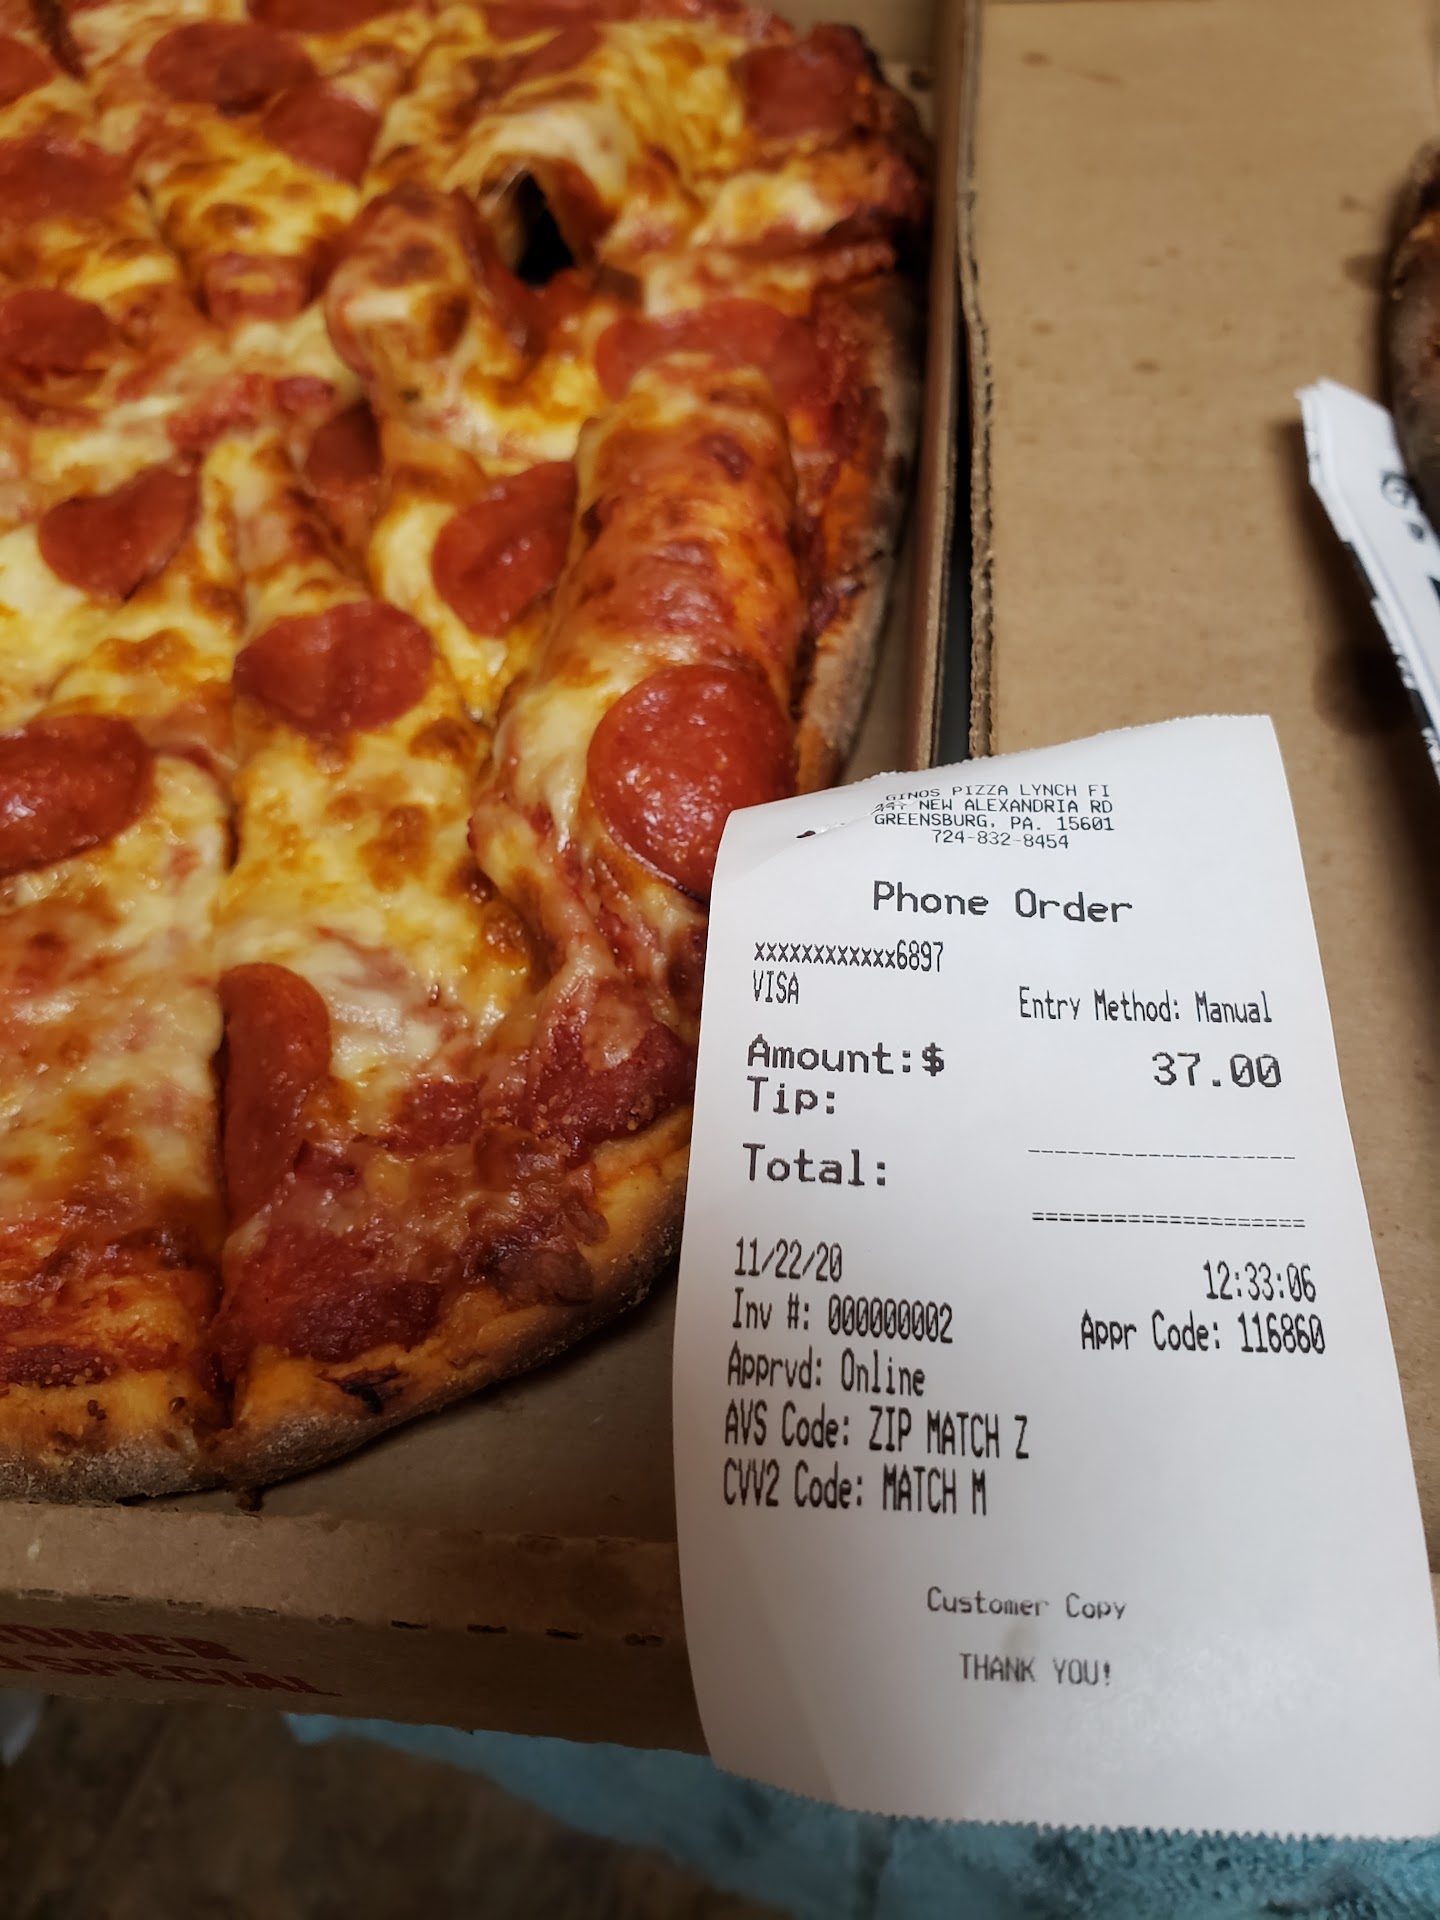 GINOS PIZZA LYNCH FI
NEW ALEXANDRIA RD
GREENSBURG, PA. 15601
724-832-8454
Phone Order
xxxxxxxxxxxx6897
VISA
Entry Method: Manual
Amount:$ 37.00
Tip:
Total:
11/22/20 12:33:06
Inv #: 000000002 Appr Code: 116860
Apprvd: Online
AVS Code: ZIP MATCH Z
CVV2 Code: MATCH M
Customer Copy
THANK YOU!
SPECIAL